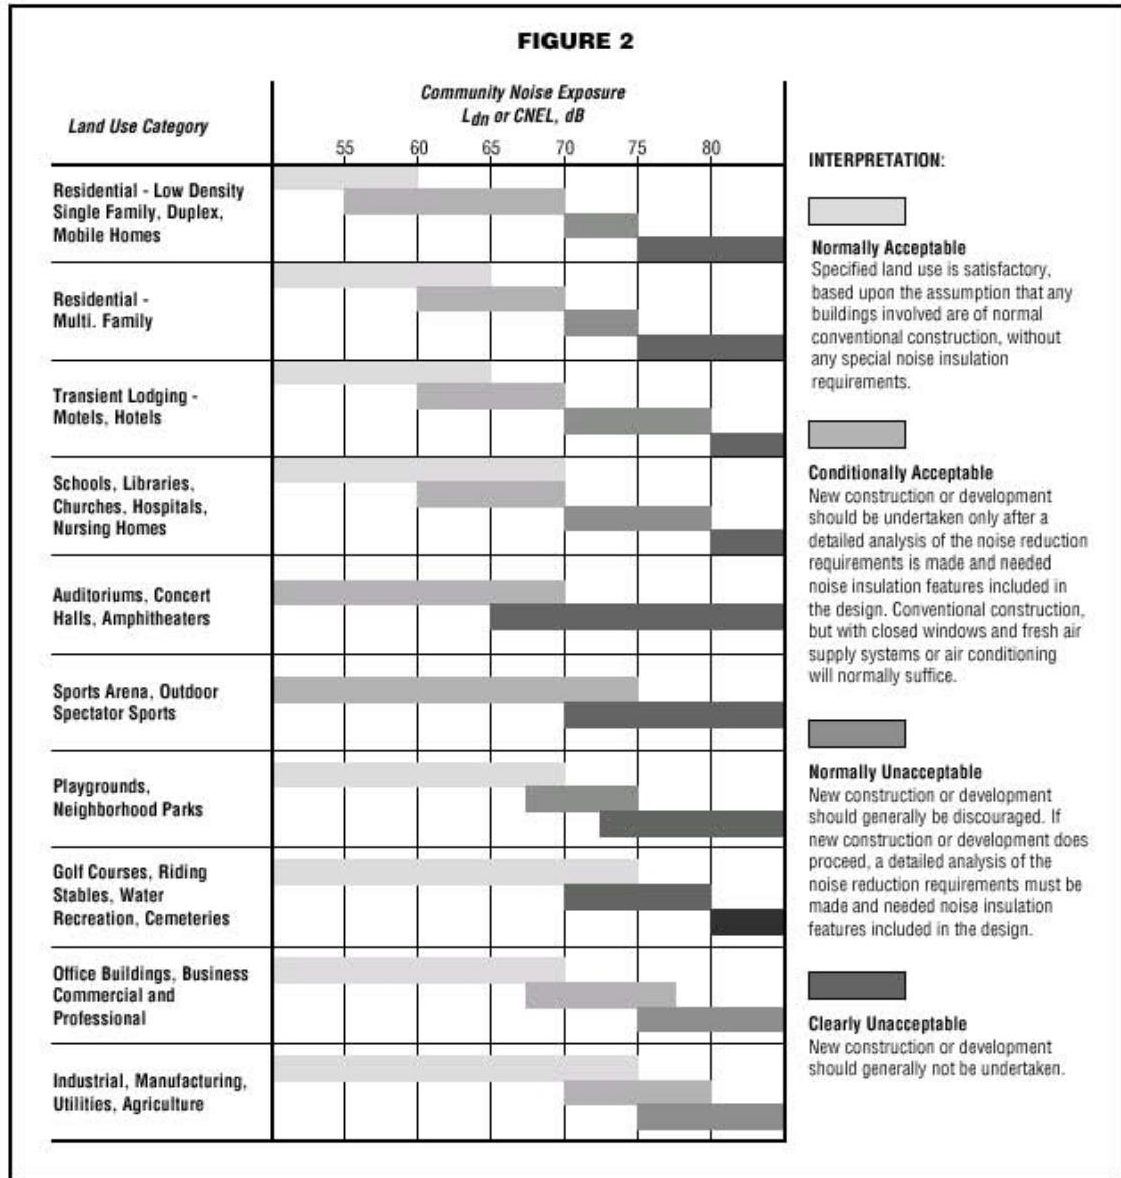 FIGURE 2
Community Noise Exposure
Ldn or CNEL, dB
Land Use Category
55 60 65 70 75 80
Residential - Low Density
Single Family, Duplex,
Mobile Homes
Residential -
Multi. Family
Transient Lodging -
Motels, Hotels
Schools, Libraries,
Churches, Hospitals,
Nursing Homes
Auditoriums, Concert
Halls, Amphitheaters
Sports Arena, Outdoor
Spectator Sports
Playgrounds,
Neighborhood Parks
Golf Courses, Riding
Stables, Water
Recreation, Cemeteries
Office Buildings, Business
Commercial and
Professional
Industrial, Manufacturing,
Utilities, Agriculture
INTERPRETATION:
Normally Acceptable
Specified land use is satisfactory,
based upon the assumption that any
buildings involved are of normal
conventional construction, without
any special noise insulation
requirements.
Conditionally Acceptable
New construction or development
should be undertaken only after a
detailed analysis of the noise reduction
requirements is made and needed
noise insulation features included in
the design. Conventional construction,
but with closed windows and fresh air
supply systems or air conditioning
will normally suffice.
Normally Unacceptable
New construction or development
should generally be discouraged. If
new construction or development does
proceed, a detailed analysis of the
noise reduction requirements must be
made and needed noise insulation
features included in the design.
Clearly Unacceptable
New construction or development
should generally not be undertaken.